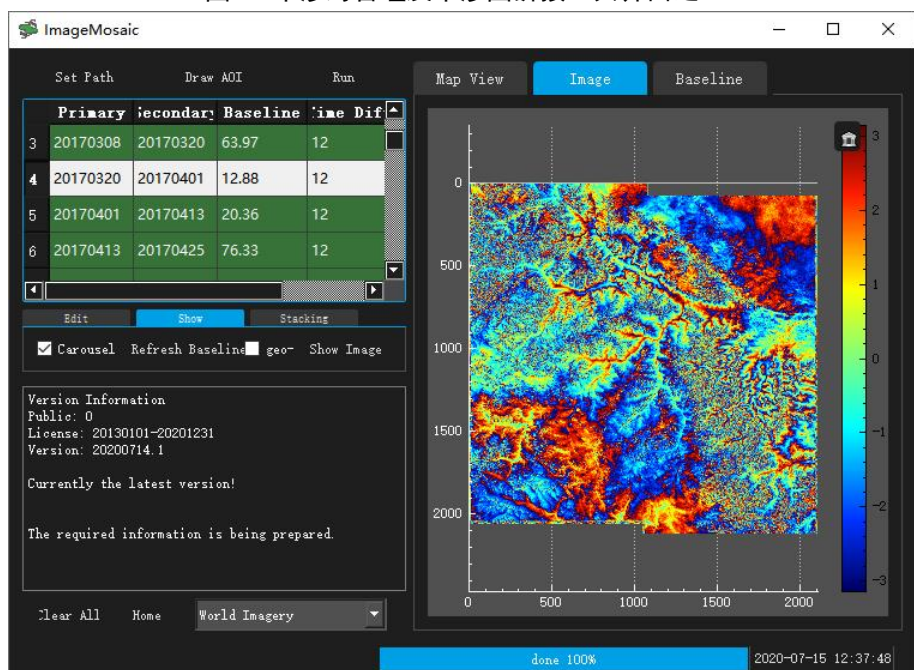 ImageMosaic
Set Path Draw AOI Run
Map View Image Baseline
Primary Secondary Baseline Time Dif
3 20170308 20170320 63.97 12
4 20170320 20170401 12.88 12
5 20170401 20170413 20.36 12
6 20170413 20170425 76.33 12
Edit Show Stacking
Carousel Refresh Baseline geo- Show Image
Version Information
Public: 0
License: 20130101-20201231
Version: 20200714.1
Currently the latest version!
The required information is being prepared.
Clear All Home World Imagery
0
500
1000
1500
2000
0 500 1000 1500 2000
3
2
1
0
-1
-2
-3
done 100%
2020-07-15 12:37:48